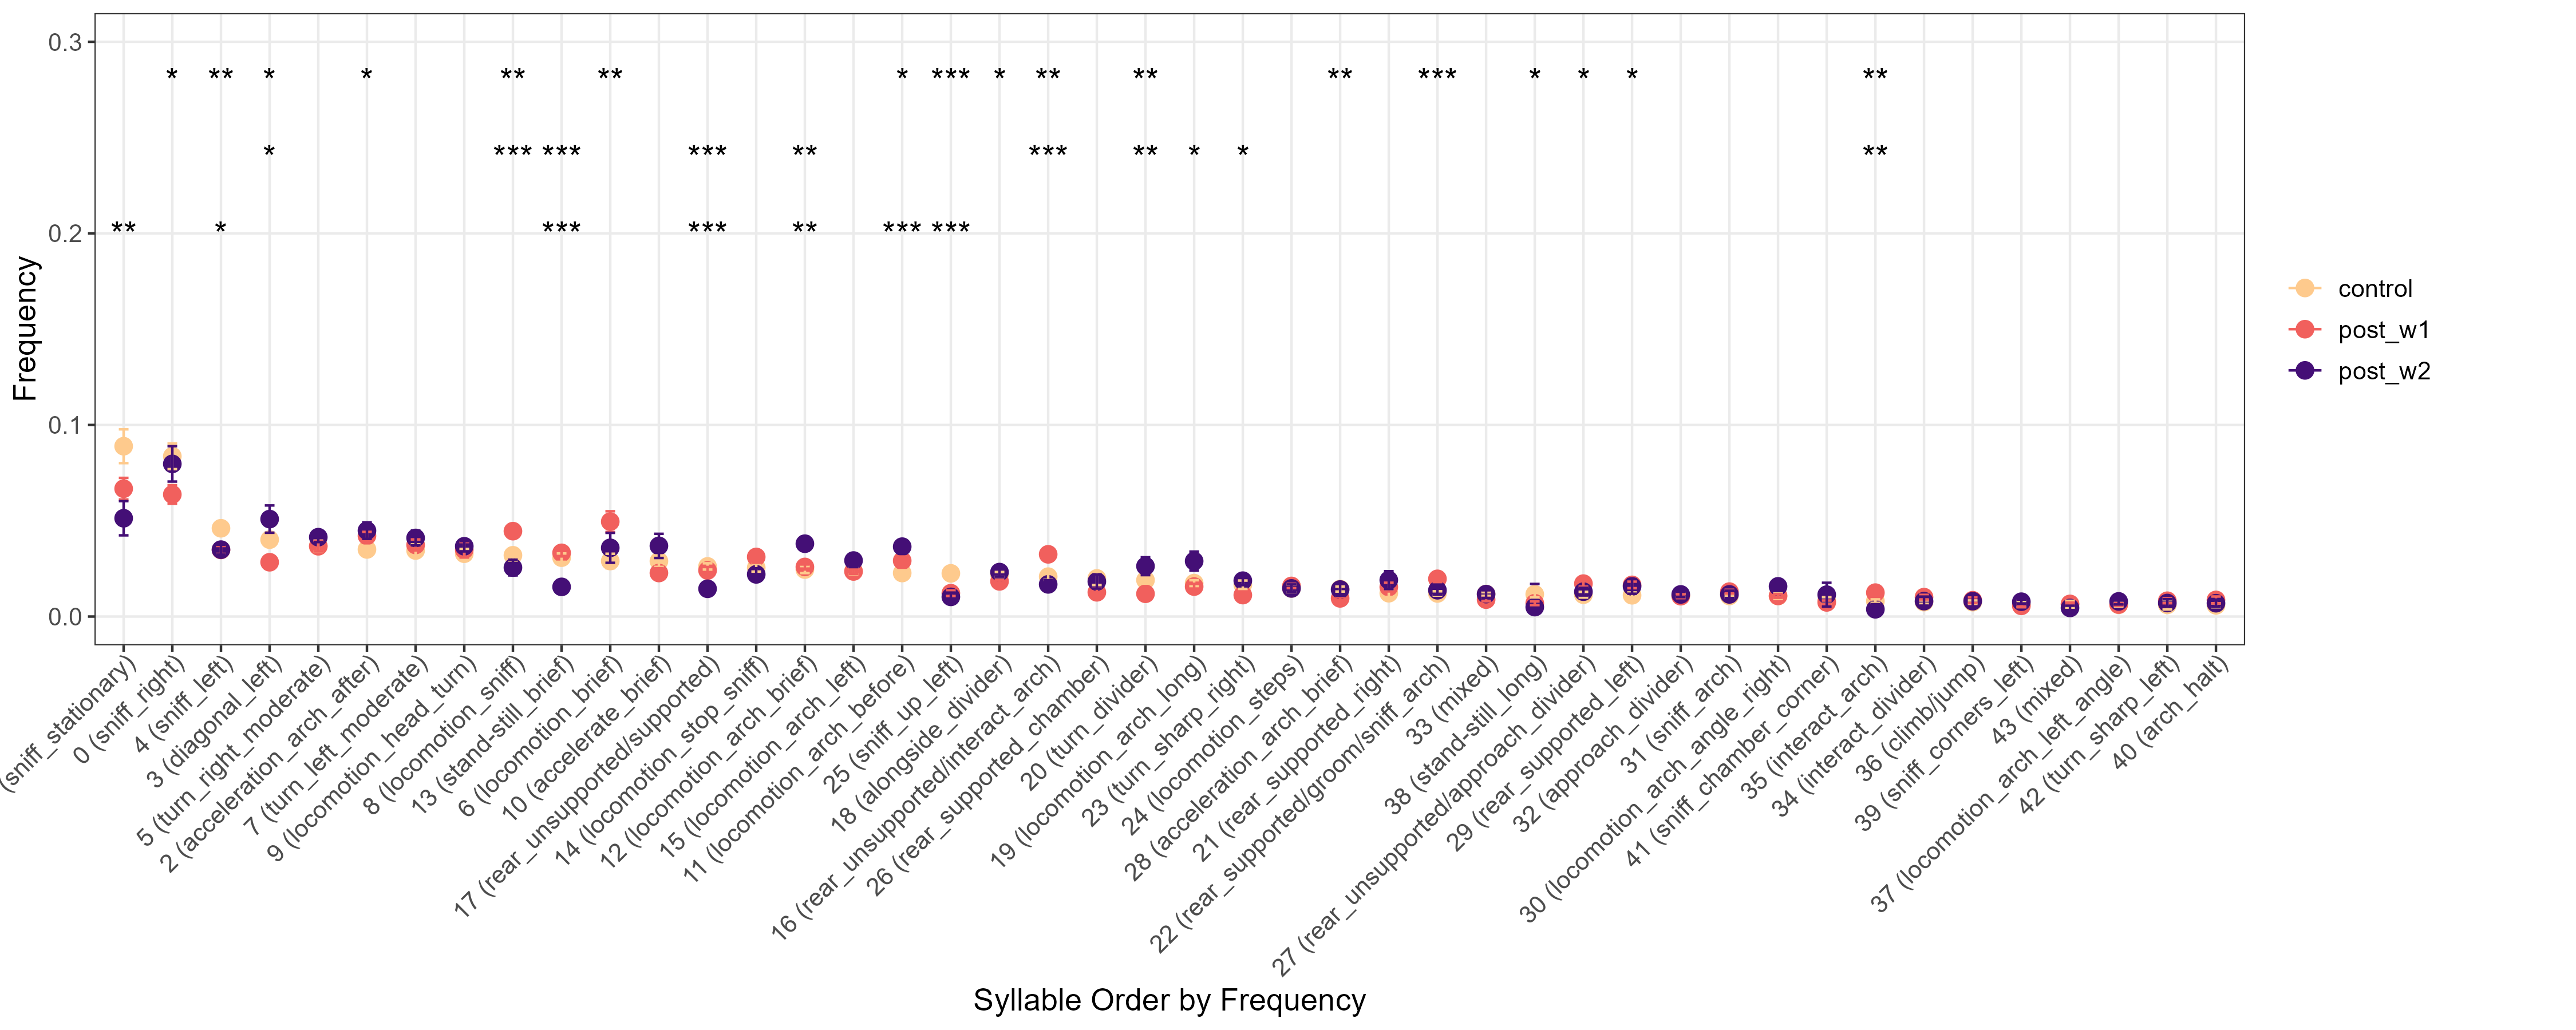 0.3
0.2
0.1
0.0
Frequency
* ** * * ** ** * *** * ** ** ** *** * * * **
* *** *** *** ** *** ** * * **
** * *** *** ** *** ***
control
post_w1
post_w2
(sniff_stationary)
0 (sniff_right)
4 (sniff_left)
3 (diagonal_left)
5 (turn_right_moderate)
2 (acceleration_arch_after)
7 (turn_left_moderate)
9 (locomotion_head_turn)
8 (locomotion_sniff)
13 (stand-still_brief)
6 (locomotion_brief)
10 (accelerate_brief)
17 (rear_unsupported/supported)
14 (locomotion_stop_sniff)
12 (locomotion_arch_brief)
15 (locomotion_arch_left)
11 (locomotion_arch_before)
25 (sniff_up_left)
18 (alongside_divider)
16 (rear_unsupported/interact_arch)
26 (rear_supported_chamber)
20 (turn_divider)
19 (locomotion_arch_long)
23 (turn_sharp_right)
24 (locomotion_steps)
28 (acceleration_arch_brief)
21 (rear_supported_right)
22 (rear_supported/groom/sniff_arch)
33 (mixed)
38 (stand-still_long)
27 (rear_unsupported/approach_divider)
29 (rear_supported_left)
32 (approach_divider)
31 (sniff_arch)
30 (locomotion_arch_angle_right)
41 (sniff_chamber_corner)
35 (interact_arch)
34 (interact_divider)
36 (climb/jump)
39 (sniff_corners_left)
43 (mixed)
37 (locomotion_arch_left_angle)
42 (turn_sharp_left)
40 (arch_halt)
Syllable Order by Frequency